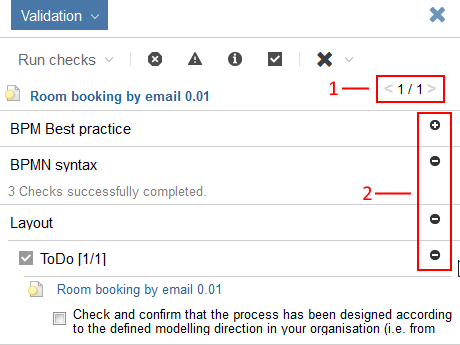 Validation
Run checks
1
< 1 / 1 >
Room booking by email 0.01
BPM Best practice
BPMN syntax
3 Checks successfully completed.
2
Layout
ToDo [1/1]
Room booking by email 0.01
Check and confirm that the process has been designed according
to the defined modelling direction in your organisation (i.e. from